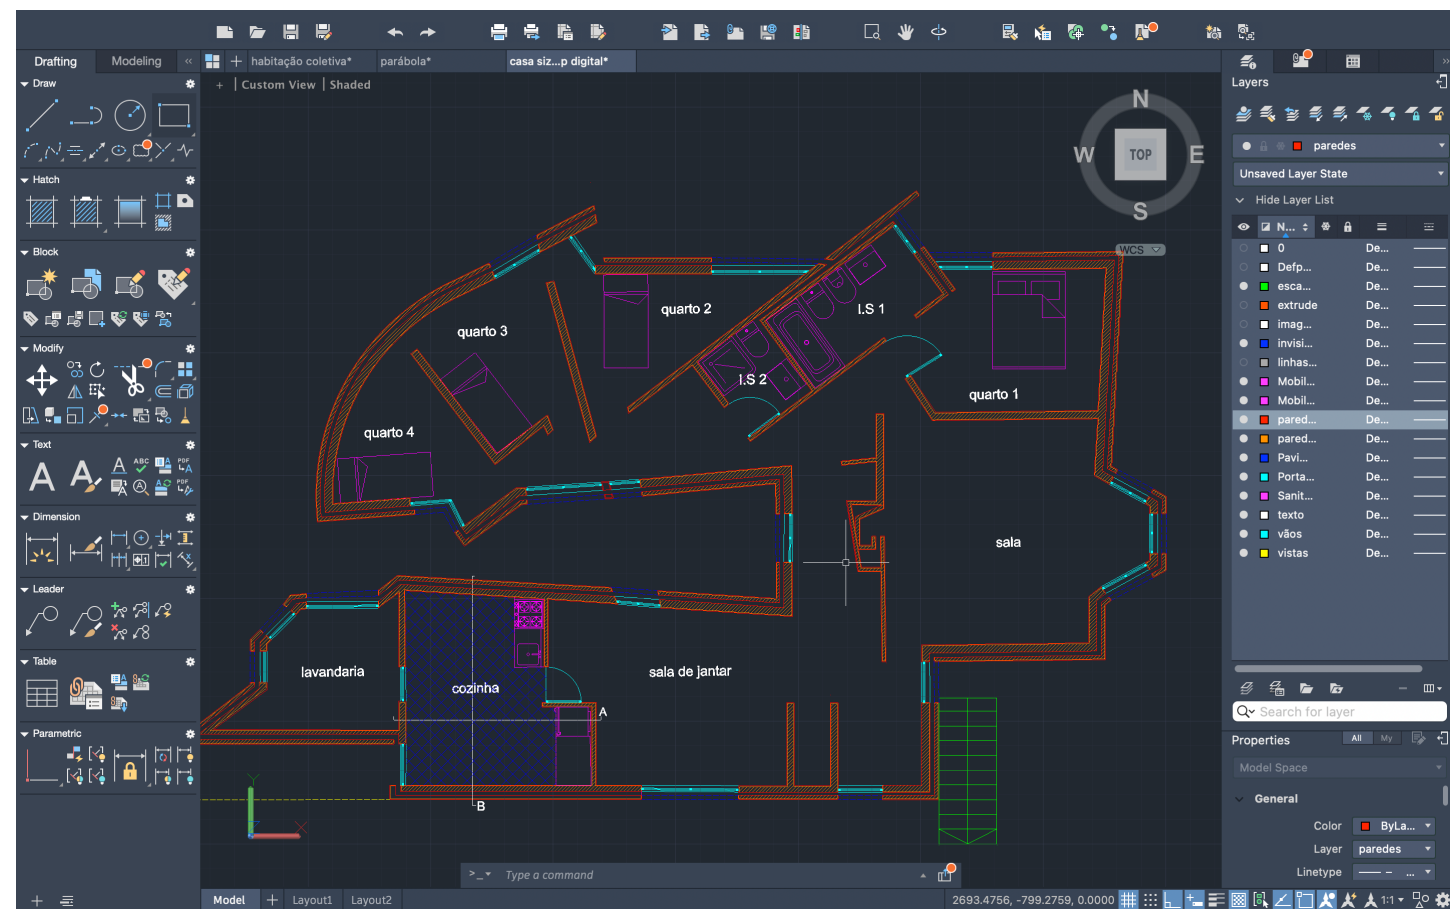 Drafting
Modeling
habitação coletiva*
parábola*
casa siz...p digital*
Draw
+ | Custom View | Shaded
Layers
N
W
TOP
E
S
WCS
paredes
Unsaved Layer State
Hide Layer List
N...
0 De...
Defp... De...
esca... De...
extrude De...
imag... De...
invisi... De...
linhas... De...
Mobil... De...
Mobil... De...
pared... De...
pared... De...
Pavi... De...
Porta... De...
Sanit... De...
texto De...
vãos De...
vistas De...
Hatch
Block
Modify
Text
A A A ABC PDF
Dimension
Leader
Table
Parametric
quarto 3
quarto 2
I.S 1
I.S 2
quarto 1
quarto 4
sala
lavandaria
cozinha
sala de jantar
A
B
Y
X
Search for layer
Properties
All
My
Model Space
General
Color ByLa...
Layer paredes
Linetype ...
>_ Type a command
Model
Layout1
Layout2
2693.4756, -799.2759, 0.0000
1:1